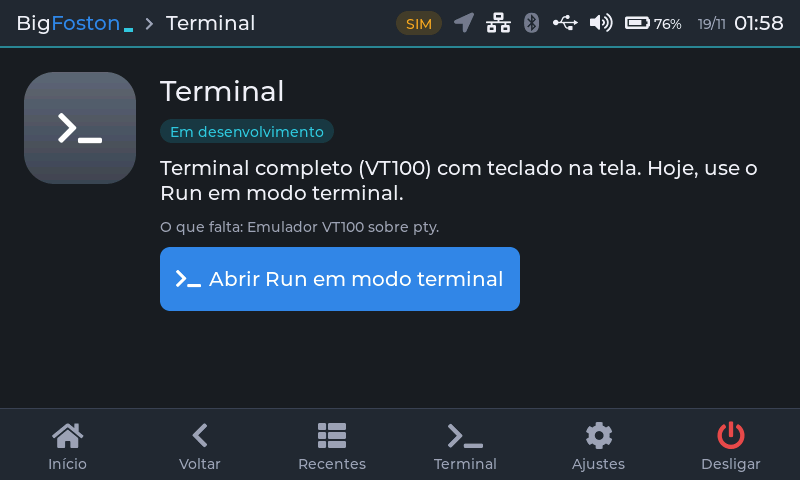 BigFoston_ > Terminal
SIM 76% 19/11 01:58
Terminal
Em desenvolvimento
Terminal completo (VT100) com teclado na tela. Hoje, use o
Run em modo terminal.
O que falta: Emulador VT100 sobre pty.
Abrir Run em modo terminal
Início Voltar Recentes Terminal Ajustes Desligar